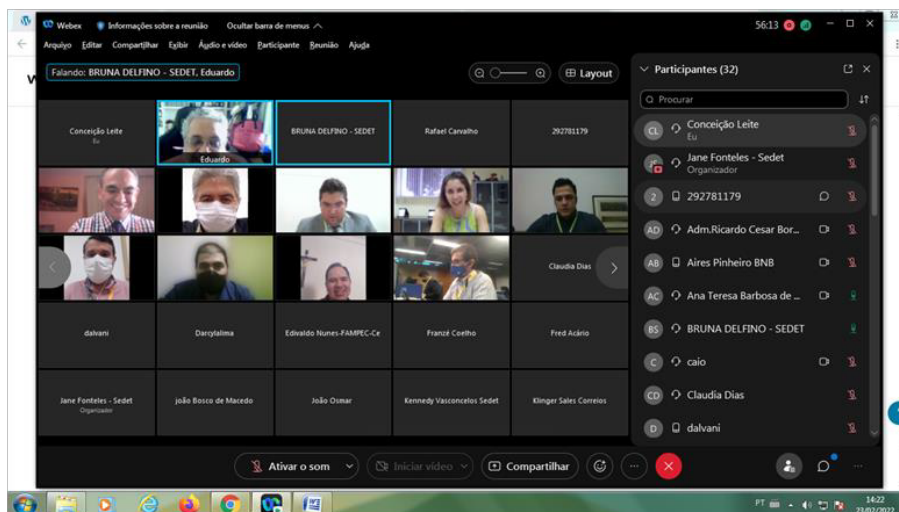 Webex
Informações sobre a reunião
Ocultar barra de menus
56:13
Arquivo Editar Compartilhar Exibir Áudio e vídeo Participante Reunião Ajuda
Falando: BRUNA DELFINO - SEDET, Eduardo
Layout
Participantes (32)
Procurar
Conceição Leite
Eu
Eduardo
BRUNA DELFINO - SEDET
Rafael Carvalho
292781179
Claudia Dias
dalvani
Darcylalima
Edivaldo Nunes-FAMPEC-Ce
Franzé Coelho
Fred Acário
Jane Fonteles - Sedet
Organizador
joão Bosco de Macedo
João Osmar
Kennedy Vasconcelos Sedet
Klinger Sales Correios
CL
Conceição Leite
Eu
Jane Fonteles - Sedet
Organizador
2
292781179
AD
Adm.Ricardo Cesar Bor...
AB
Aires Pinheiro BNB
AC
Ana Teresa Barbosa de ...
BS
BRUNA DELFINO - SEDET
C
caio
CD
Claudia Dias
D
dalvani
Ativar o som
Iniciar vídeo
Compartilhar
PT
14:22
23/02/2022